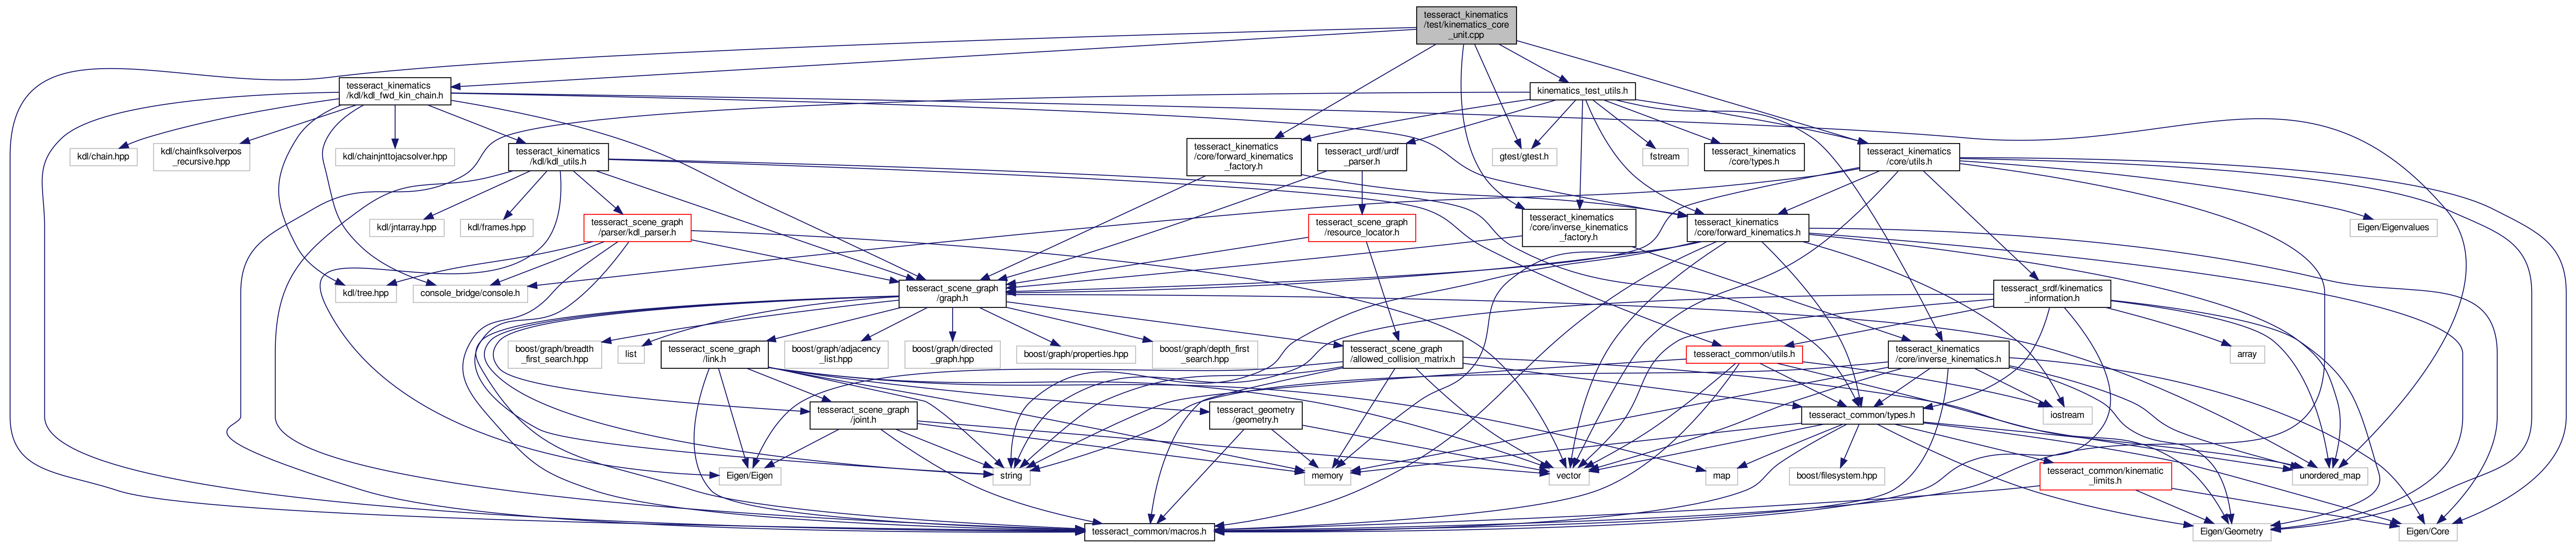 tesseract_kinematics
/test/kinematics_core
_unit.cpp
tesseract_kinematics
/kdl/kdl_fwd_kin_chain.h
kinematics_test_utils.h
kdl/chain.hpp
kdl/chainfksolverpos
_recursive.hpp
kdl/chainjnttojacsolver.hpp
tesseract_kinematics
/kdl/kdl_utils.h
tesseract_kinematics
/core/forward_kinematics
_factory.h
tesseract_urdf/urdf
_parser.h
gtest/gtest.h
fstream
tesseract_kinematics
/core/types.h
tesseract_kinematics
/core/utils.h
kdl/jntarray.hpp
kdl/frames.hpp
tesseract_scene_graph
/parser/kdl_parser.h
tesseract_scene_graph
/resource_locator.h
tesseract_kinematics
/core/inverse_kinematics
_factory.h
tesseract_kinematics
/core/forward_kinematics.h
Eigen/Eigenvalues
kdl/tree.hpp
console_bridge/console.h
tesseract_scene_graph
/graph.h
tesseract_srdf/kinematics
_information.h
boost/graph/breadth
_first_search.hpp
list
tesseract_scene_graph
/link.h
boost/graph/adjacency
_list.hpp
boost/graph/directed
_graph.hpp
boost/graph/properties.hpp
boost/graph/depth_first
_search.hpp
tesseract_scene_graph
/allowed_collision_matrix.h
tesseract_common/utils.h
tesseract_kinematics
/core/inverse_kinematics.h
array
tesseract_scene_graph
/joint.h
tesseract_geometry
/geometry.h
tesseract_common/types.h
iostream
Eigen/Eigen
string
memory
vector
map
boost/filesystem.hpp
tesseract_common/kinematic
_limits.h
unordered_map
tesseract_common/macros.h
Eigen/Geometry
Eigen/Core